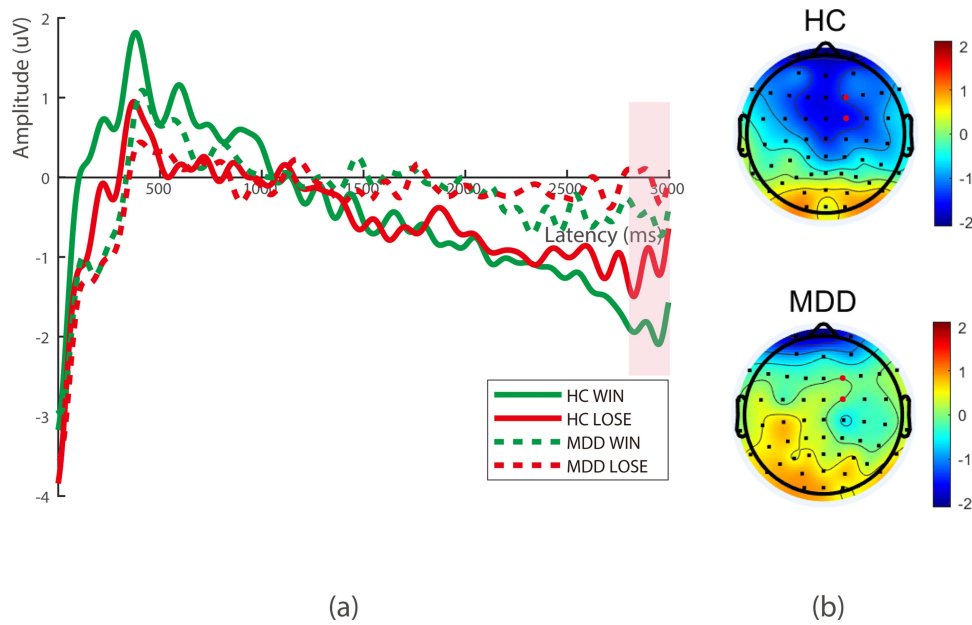 2
1
0
-1
-2
-3
-4
Amplitude (uV)
500
1000
1500
2000
2500
3000
Latency (ms)
HC WIN
HC LOSE
MDD WIN
MDD LOSE
(a)
HC
2
1
0
-1
-2
MDD
2
1
0
-1
-2
(b)